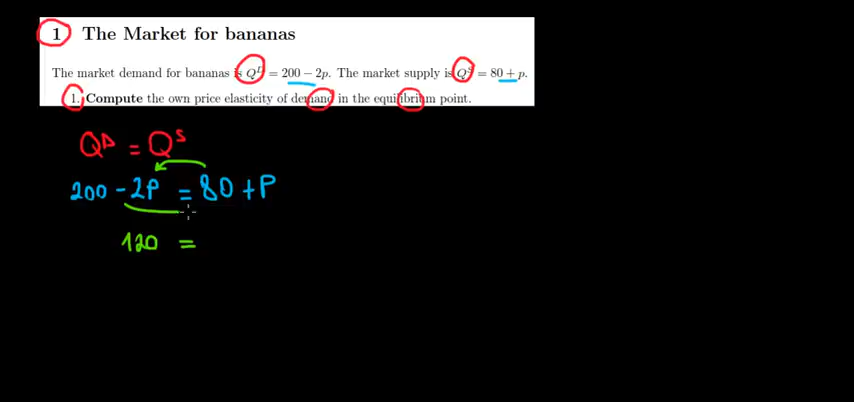 1 The Market for bananas
The market demand for bananas is Q^D = 200 − 2p. The market supply is Q^S = 80 + p.
1. Compute the own price elasticity of demand in the equilibrium point.
Q^D = Q^S
200 - 2P = 80 + P
120 =